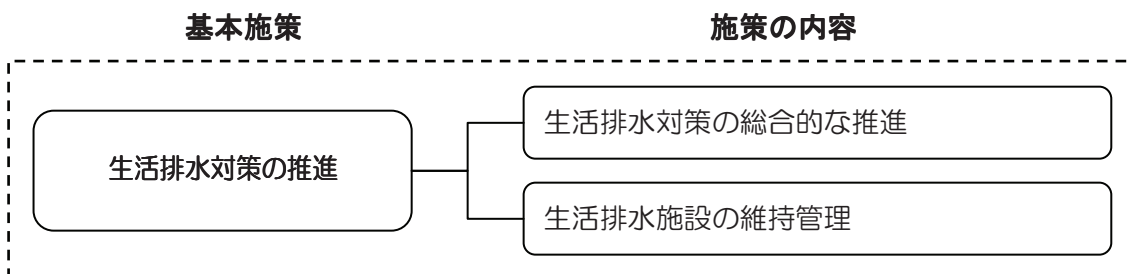 基本施策
施策の内容
生活排水対策の推進
生活排水対策の総合的な推進
生活排水施設の維持管理